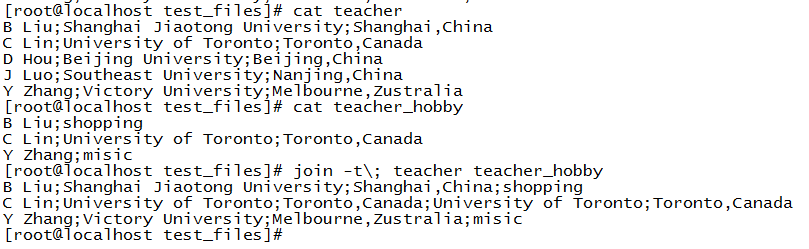 [root@localhost test_files]# cat teacher
B Liu;Shanghai Jiaotong University;Shanghai,China
C Lin;University of Toronto;Toronto,Canada
D Hou;Beijing University;Beijing,China
J Luo;Southeast University;Nanjing,China
Y Zhang;Victory University;Melbourne,Zustralia
[root@localhost test_files]# cat teacher_hobby
B Liu;shopping
C Lin;University of Toronto;Toronto,Canada
Y Zhang;misic
[root@localhost test_files]# join -t\; teacher teacher_hobby
B Liu;Shanghai Jiaotong University;Shanghai,China;shopping
C Lin;University of Toronto;Toronto,Canada;University of Toronto;Toronto,Canada
Y Zhang;Victory University;Melbourne,Zustralia;misic
[root@localhost test_files]#